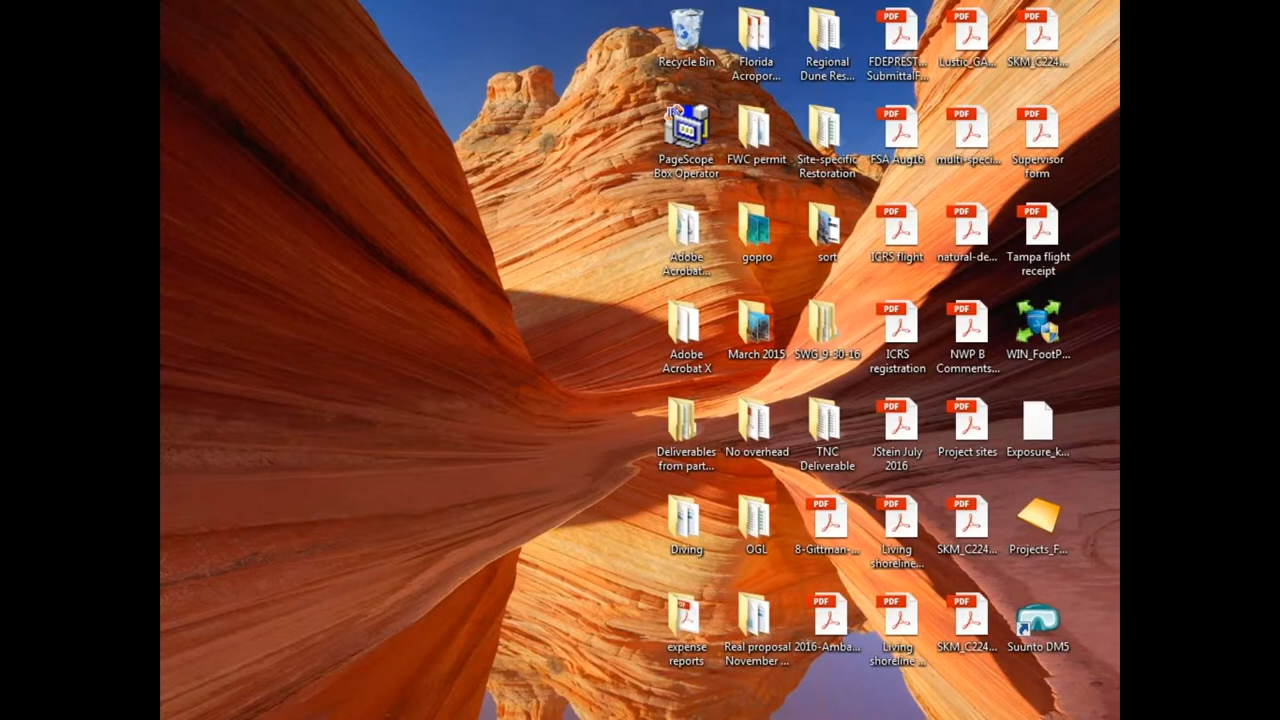 Recycle Bin
Florida
Acropor...
Regional
Dune Res...
PDF
FDEPREST...
SubmittalF...
PDF
Lustic_GA...
PDF
SKM_C224...
PageScope
Box Operator
FWC permit
Site-specific
Restoration
PDF
FSA Aug16
PDF
multi-speci...
PDF
Supervisor
form
Adobe
Acrobat...
gopro
sort
PDF
ICRS flight
PDF
natural-de...
PDF
Tampa flight
receipt
Adobe
Acrobat X
March 2015
SWG_9-30-16
PDF
ICRS
registration
PDF
NWP B
Comments...
WIN_FootP...
Deliverables
from part...
No overhead
TNC
Deliverable
PDF
JStein July
2016
PDF
Project sites
Exposure_k...
Diving
OGL
PDF
8-Gittman-...
PDF
Living
shoreline...
PDF
SKM_C224...
Projects_F...
PDF
expense
reports
Real proposal
November ...
PDF
2016-Amba...
PDF
Living
shoreline ...
PDF
SKM_C224...
Suunto DM5